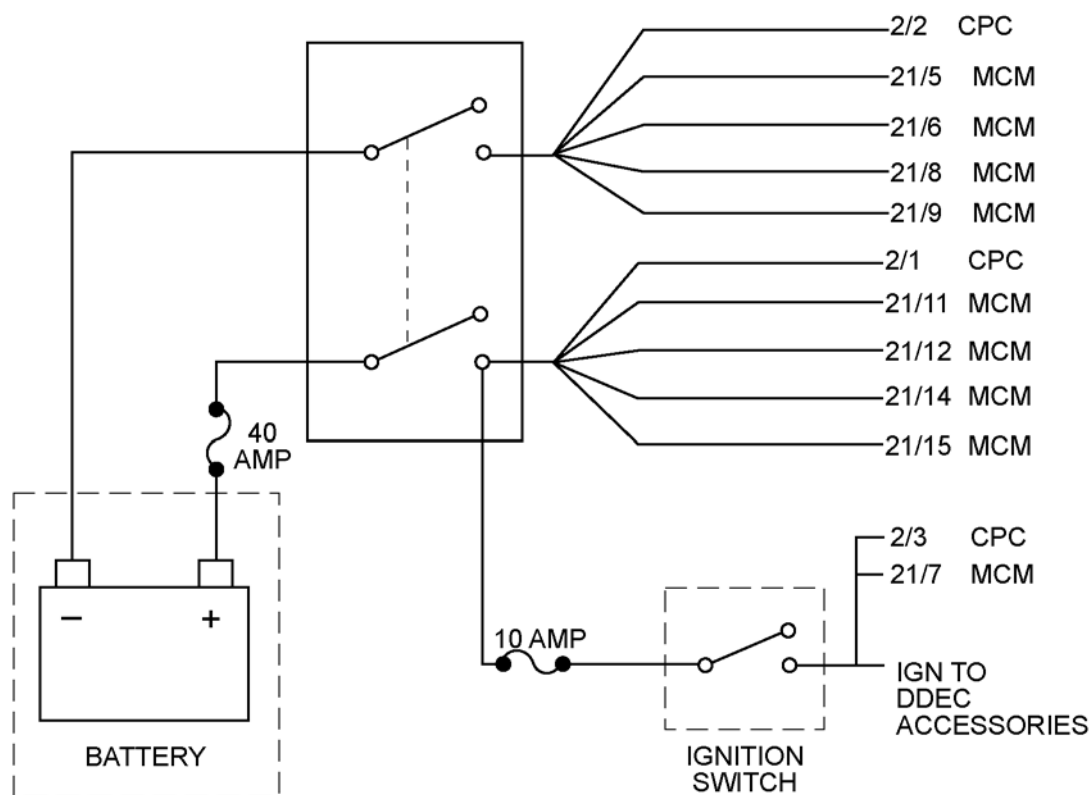 2/2 CPC
21/5 MCM
21/6 MCM
21/8 MCM
21/9 MCM
2/1 CPC
21/11 MCM
21/12 MCM
21/14 MCM
21/15 MCM
40
AMP
2/3 CPC
21/7 MCM
− +
10 AMP
IGN TO
DDEC
ACCESSORIES
BATTERY
IGNITION
SWITCH